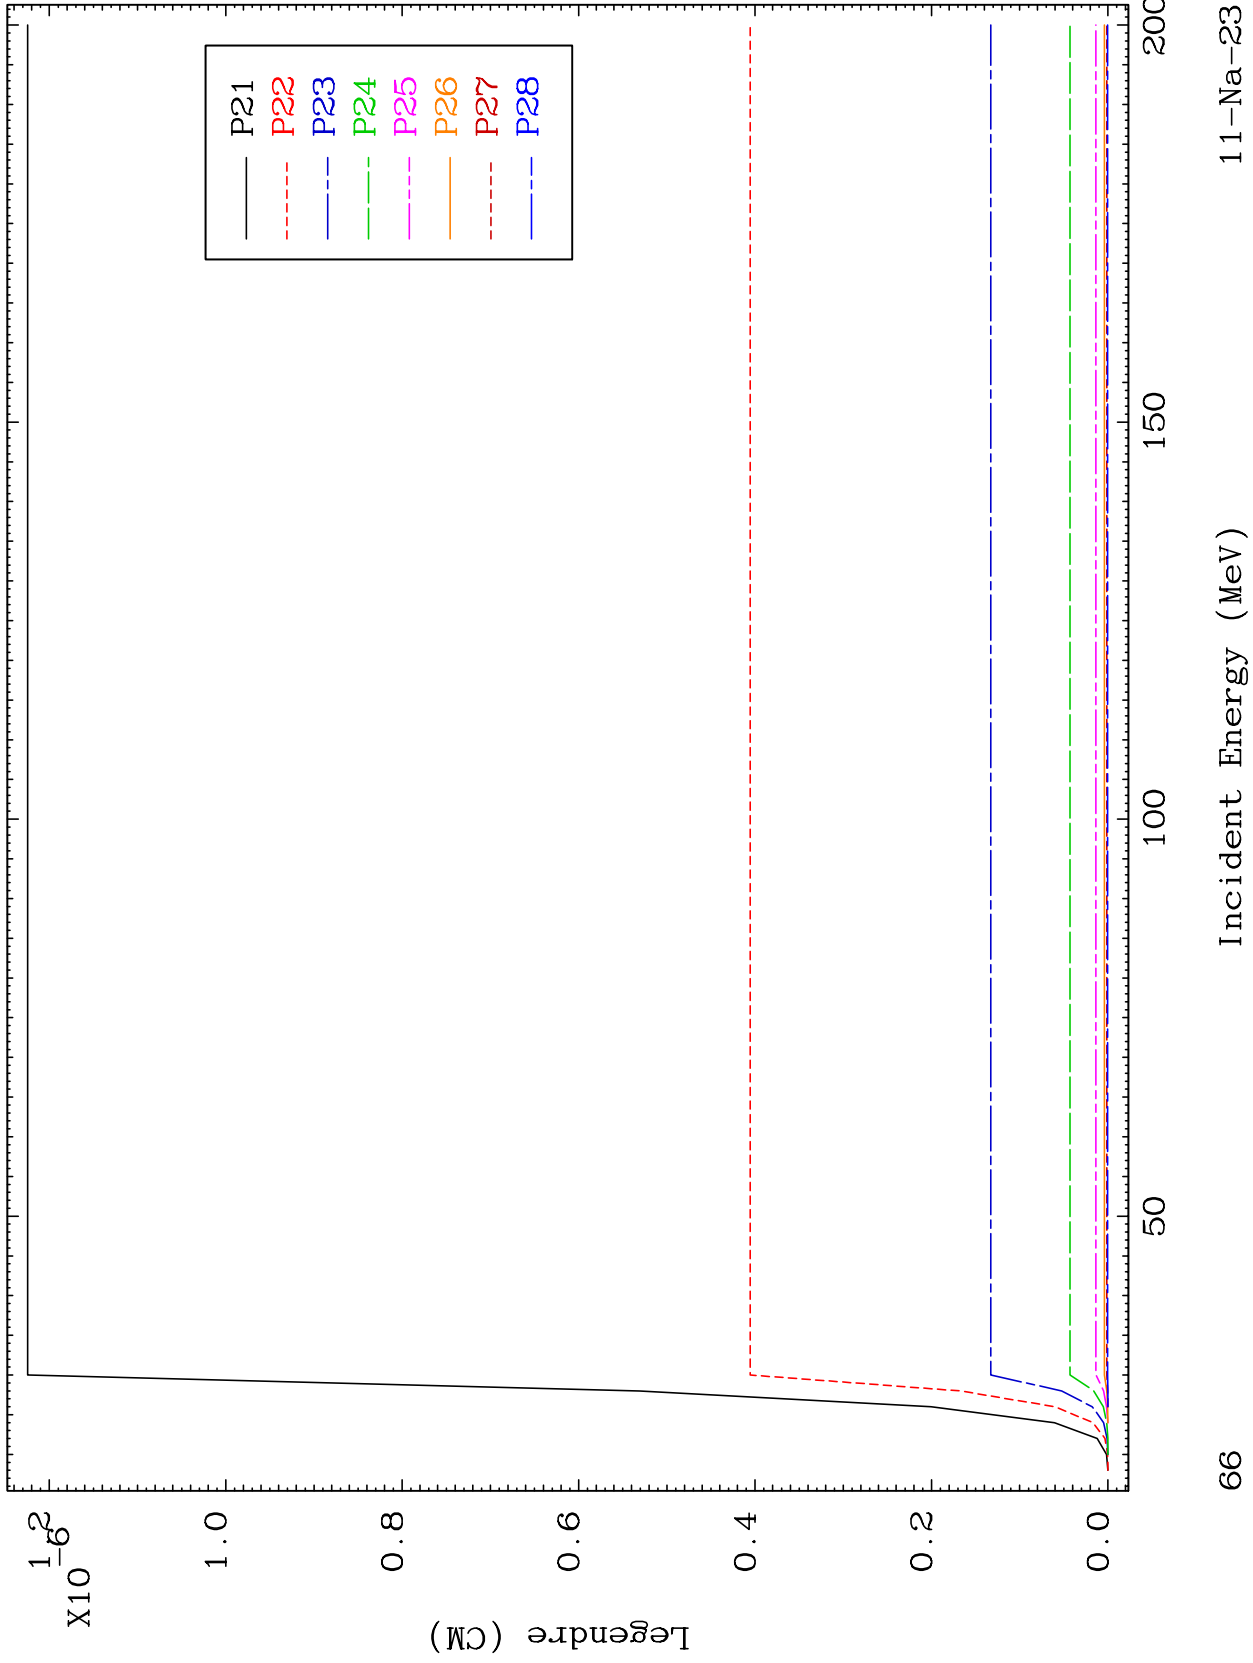 P21
P22
P23
P24
P25
P26
P27
P28
1.2
1.0
0.8
0.6
0.4
0.2
0.0
X10
-6
Legendre (CM)
50
100
150
200
Incident Energy (MeV)
66
11-Na-23